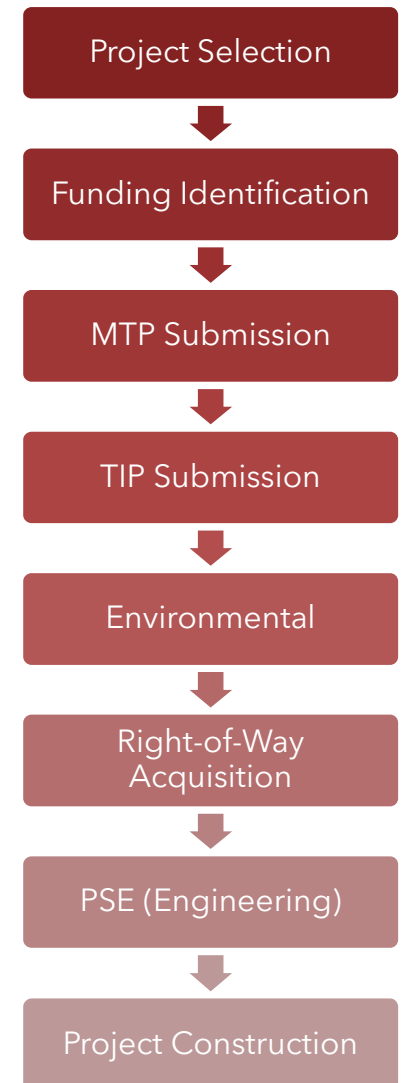 Project Selection
Funding Identification
MTP Submission
TIP Submission
Environmental
Right-of-Way
Acquisition
PSE (Engineering)
Project Construction